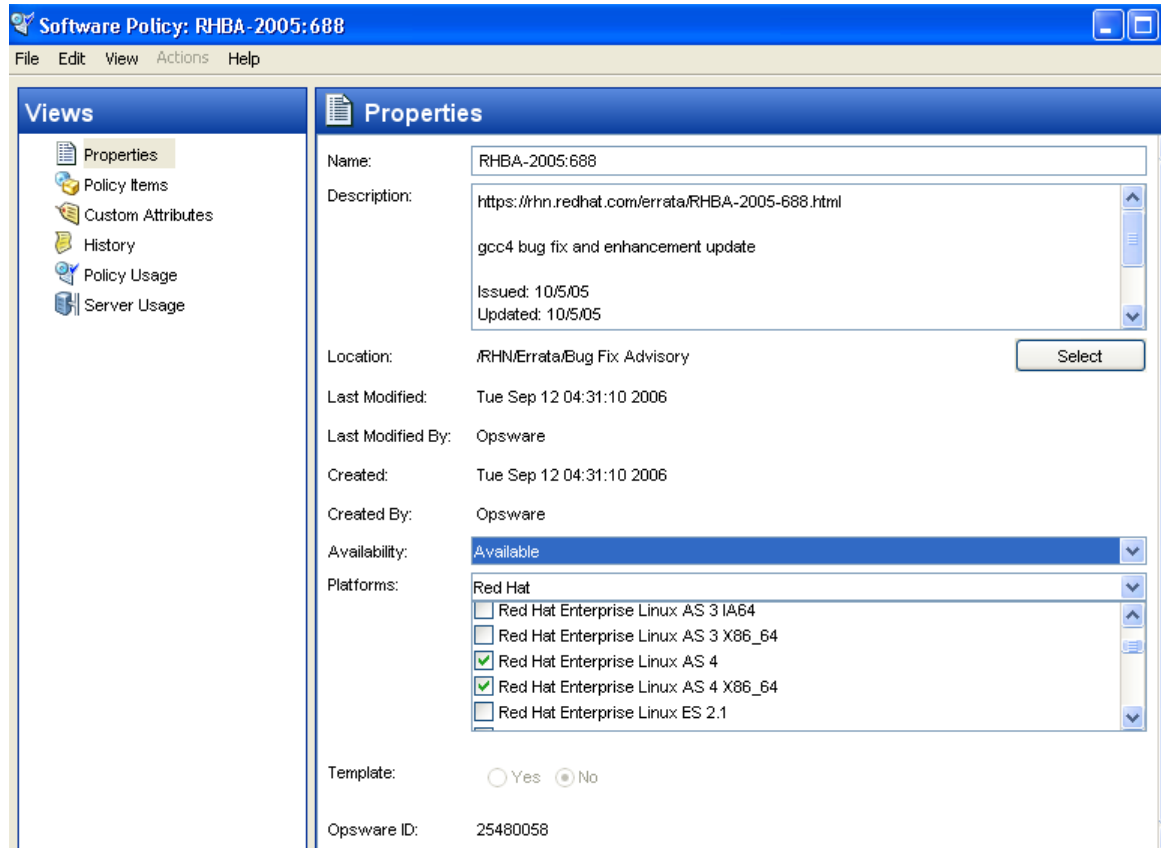 Software Policy: RHBA-2005:688
File Edit View Actions Help
Views
Properties
Policy Items
Custom Attributes
History
Policy Usage
Server Usage
Properties
Name: RHBA-2005:688
Description: https://rhn.redhat.com/errata/RHBA-2005-688.html
gcc4 bug fix and enhancement update
Issued: 10/5/05
Updated: 10/5/05
Location: /RHN/Errata/Bug Fix Advisory Select
Last Modified: Tue Sep 12 04:31:10 2006
Last Modified By: Opsware
Created: Tue Sep 12 04:31:10 2006
Created By: Opsware
Availability: Available
Platforms: Red Hat
Red Hat Enterprise Linux AS 3 IA64
Red Hat Enterprise Linux AS 3 X86_64
Red Hat Enterprise Linux AS 4
Red Hat Enterprise Linux AS 4 X86_64
Red Hat Enterprise Linux ES 2.1
Template: Yes No
Opsware ID: 25480058